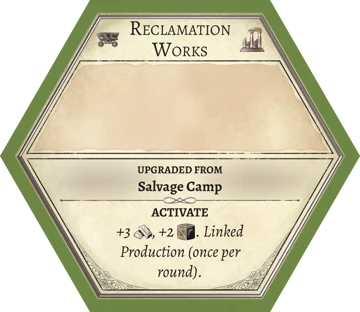 RECLAMATION
WORKS
UPGRADED FROM
Salvage Camp
ACTIVATE
+3 , +2 . Linked
Production (once per
round).